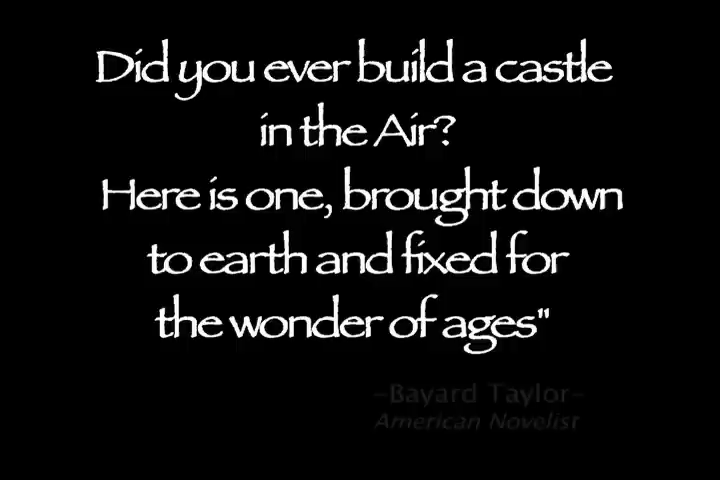 Did you ever build a castle
in the Air?
Here is one, brought down
to earth and fixed for
the wonder of ages"
-Bayard Taylor-
American Novelist